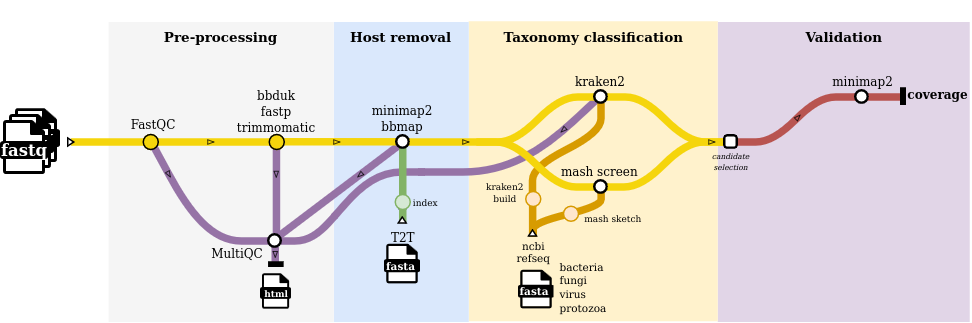 Pre-processing
Host removal
Taxonomy classification
Validation
fastq
FastQC
bbduk
fastp
trimmomatic
minimap2
bbmap
kraken2
mash screen
minimap2
coverage
candidate
selection
kraken2
build
mash sketch
index
T2T
fasta
MultiQC
html
ncbi
refseq
fasta
bacteria
fungi
virus
protozoa